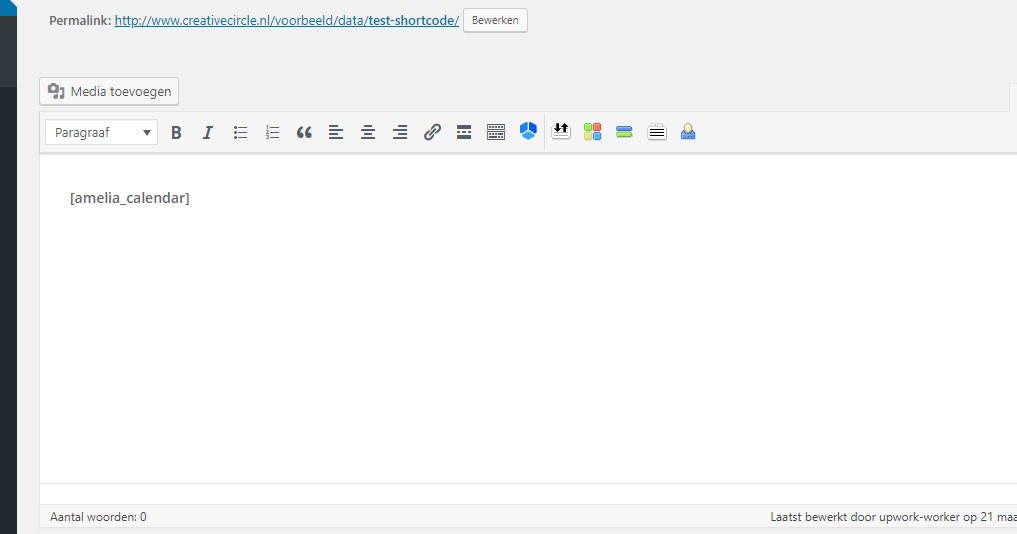 Permalink: http://www.creativecircle.nl/voorbeeld/data/test-shortcode/ Bewerken
Media toevoegen
Paragraaf
[amelia_calendar]
Aantal woorden: 0 Laatst bewerkt door upwork-worker op 21 maa